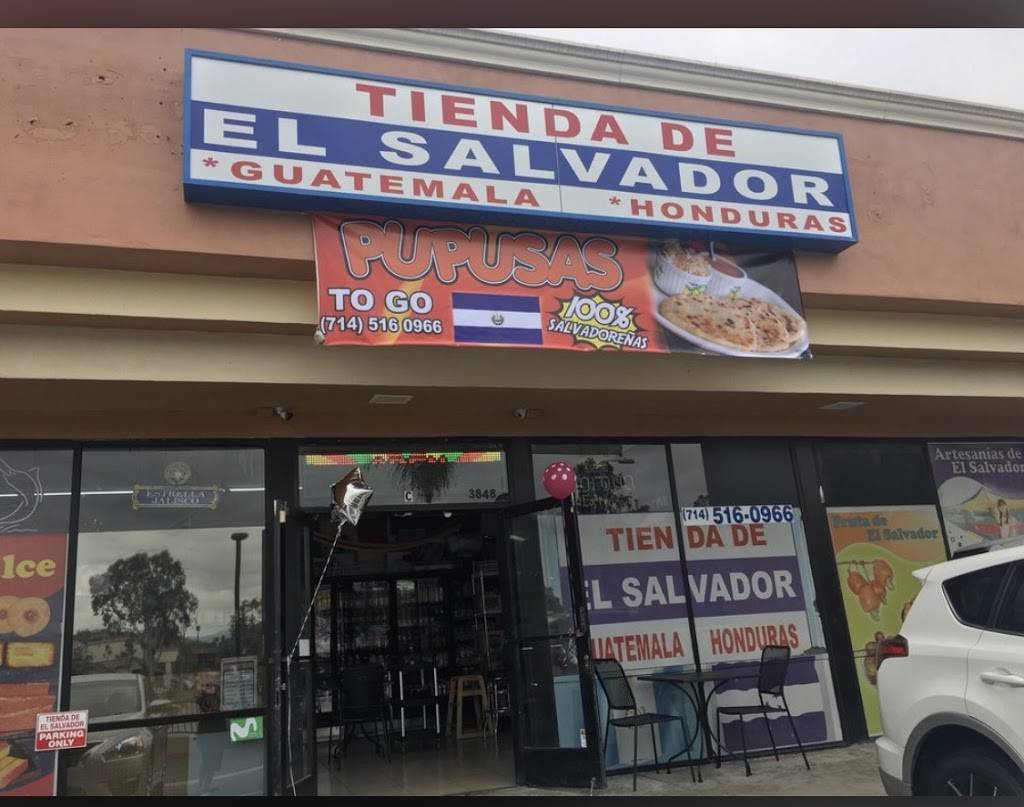 TIENDA DE
EL SALVADOR
*GUATEMALA *HONDURAS
PUPUSAS
TO GO
(714) 516 0966
100%
SALVADOREÑAS
C
3848
ESTRELLA
JALISCO
lce
TIENDA DE
EL SALVADOR
PARKING
ONLY
(714) 516-0966
TIENDA DE
EL SALVADOR
GUATEMALA HONDURAS
Fruta de
El Salvador
Artesanías de
El Salvador